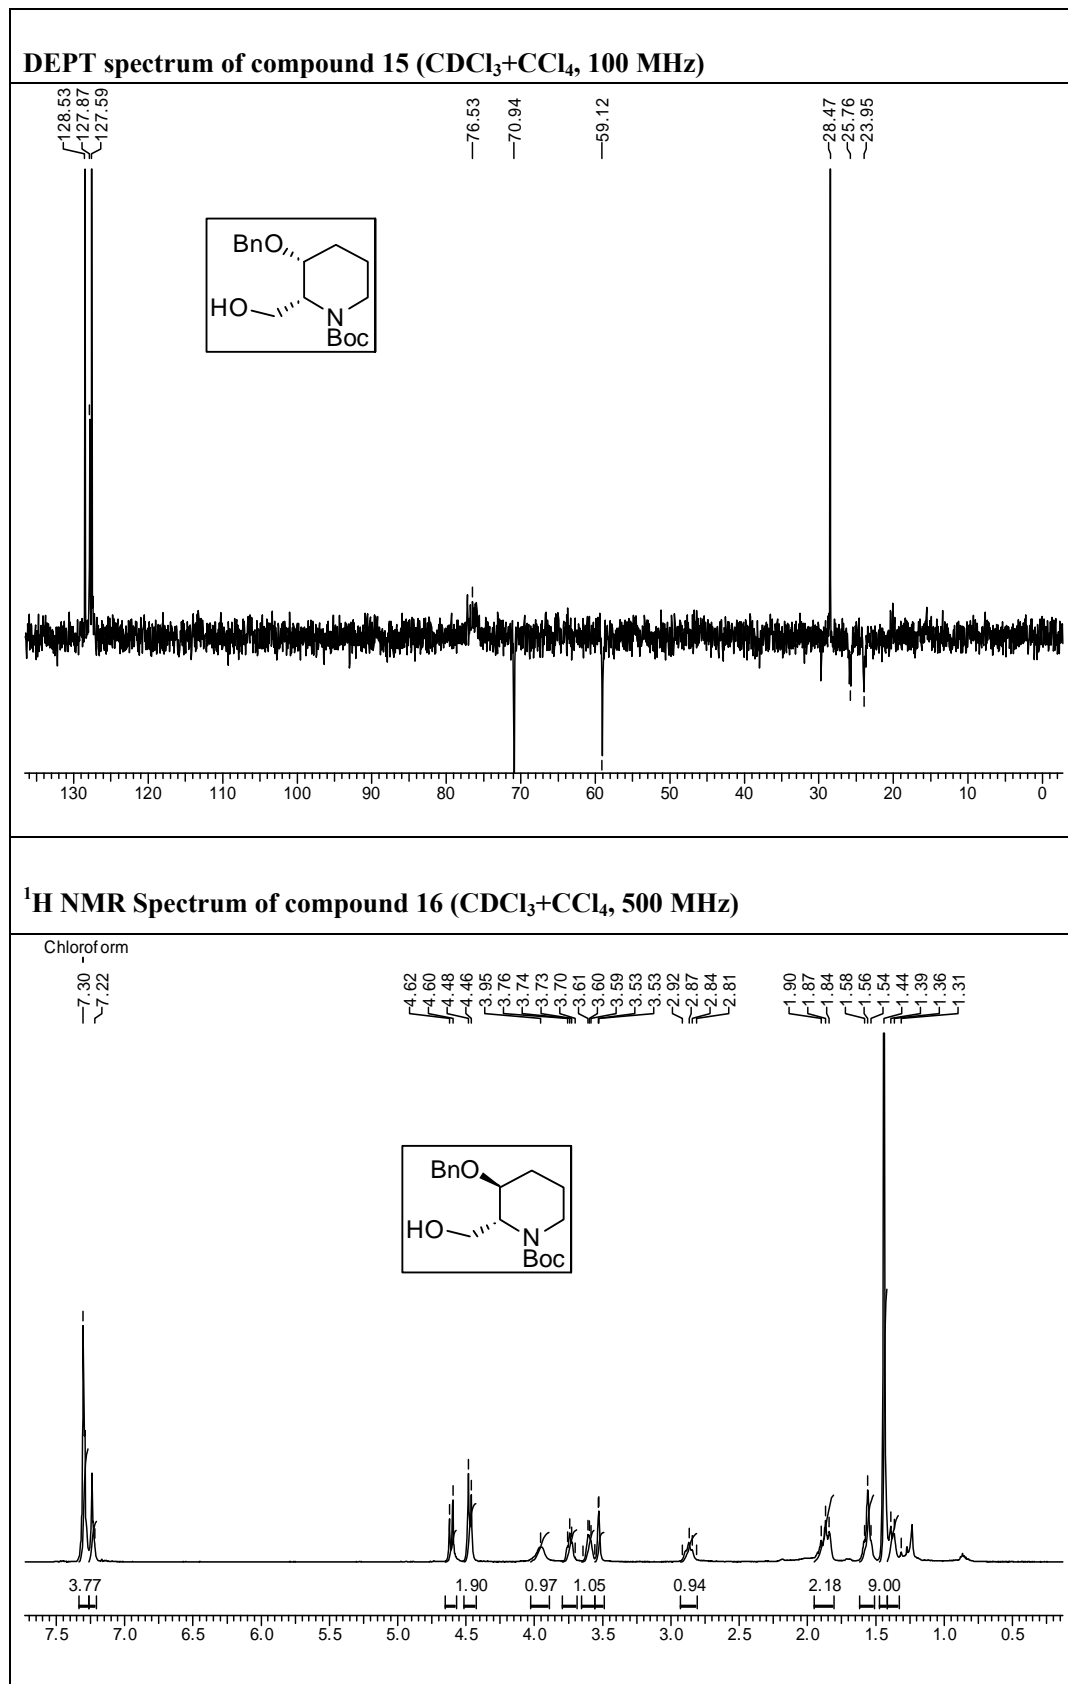 DEPT spectrum of compound 15 (CDCl3+CCl4, 100 MHz)
128.53
127.87
127.59
76.53
70.94
59.12
28.47
25.76
23.95
BnO
HO
N
Boc
130 120 110 100 90 80 70 60 50 40 30 20 10 0
1H NMR Spectrum of compound 16 (CDCl3+CCl4, 500 MHz)
Chloroform
7.30
7.22
4.62
4.60
4.48
4.46
3.95
3.76
3.74
3.73
3.70
3.61
3.60
3.59
3.53
3.53
2.92
2.87
2.84
2.81
1.90
1.87
1.84
1.58
1.56
1.54
1.44
1.39
1.36
1.31
BnO
HO
N
Boc
3.77 1.90 0.97 1.05 0.94 2.18 9.00
7.5 7.0 6.5 6.0 5.5 5.0 4.5 4.0 3.5 3.0 2.5 2.0 1.5 1.0 0.5